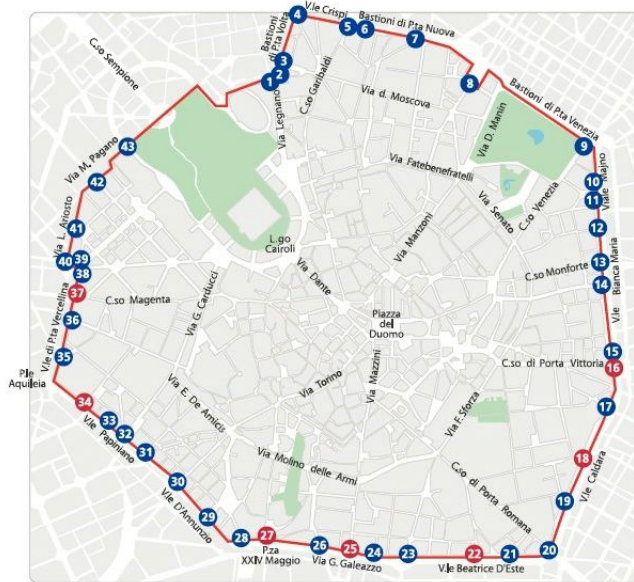 V.le Crispi
Bastioni di P.ta Nuova
C.so Sempione
Bastioni
di P.ta Volta
4
5
6
7
3
2
1
8
Via Legnano
C.so Garibaldi
Via d. Moscova
Via D. Manin
Bastioni di P.ta Venezia
9
Via M. Pagano
43
Via Fatebenefratelli
42
10
11
Viale Majno
Via Senato
C.so Venezia
Via L. Ariosto
41
12
Via Manzoni
L.go
Cairoli
40
39
38
13
14
C.so Monforte
V.le Bianca Maria
Via Dante
37
C.so Magenta
Via G. Carducci
36
V.le di P.ta Vercellina
Piazza
del
Duomo
35
15
C.so di Porta Vittoria
16
P.le
Aquileia
Via Mazzini
Via Torino
34
Via E. De Amicis
Via F. Sforza
17
33
32
V.le Papiniano
31
Via Molino delle Armi
18
V.le Caldara
30
C.so di Porta Romana
19
29
V.le D'Annunzio
28
27
26
25
24
23
22
21
20
P.za
XXIV Maggio
Via G. Galeazzo
V.le Beatrice D'Este